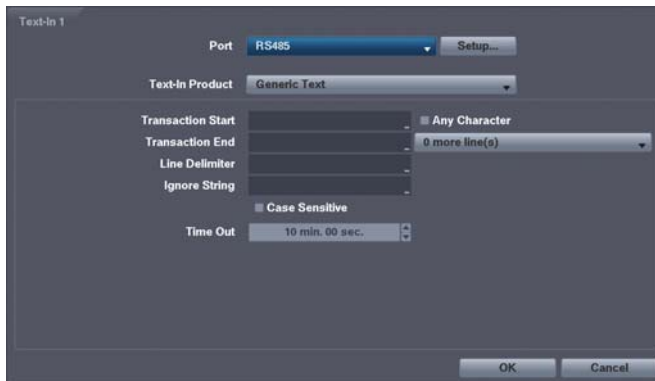 Text-In 1
Port RS485 Setup...
Text-In Product Generic Text
Transaction Start Any Character
Transaction End 0 more line(s)
Line Delimiter
Ignore String
Case Sensitive
Time Out 10 min. 00 sec.
OK Cancel